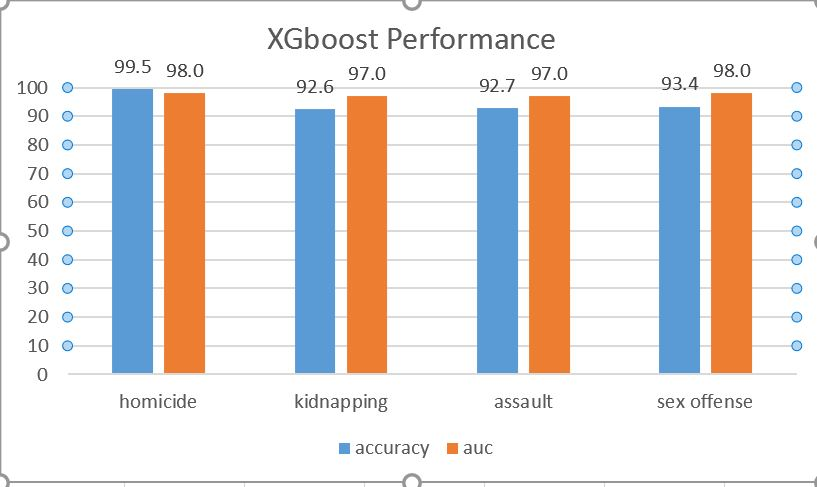 XGboost Performance
99.5 98.0 92.6 97.0 92.7 97.0 93.4 98.0
100
90
80
70
60
50
40
30
20
10
0
homicide kidnapping assault sex offense
accuracy auc